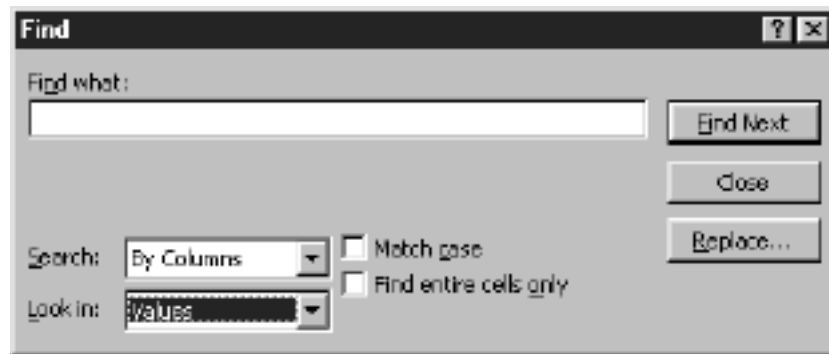 Find
Find what:
Find Next
Close
Search: By Columns
Match case
Replace...
Find entire cells only
Look in: Values